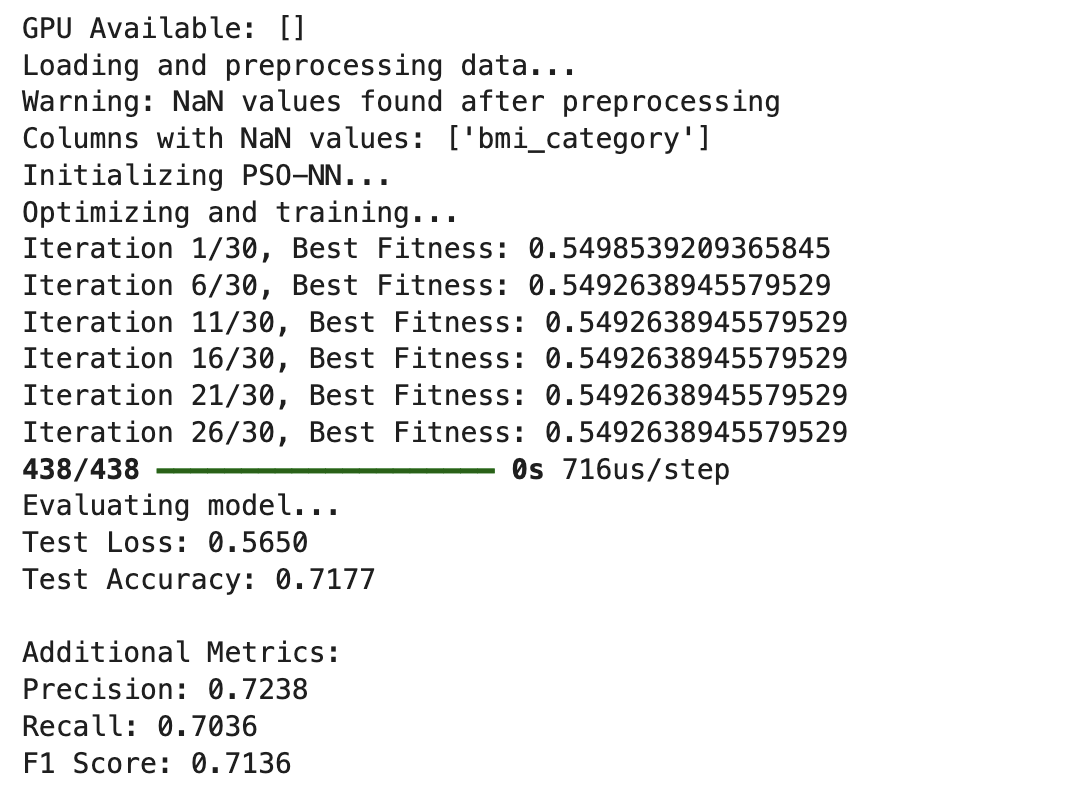 GPU Available: []
Loading and preprocessing data...
Warning: NaN values found after preprocessing
Columns with NaN values: ['bmi_category']
Initializing PSO-NN...
Optimizing and training...
Iteration 1/30, Best Fitness: 0.5498539209365845
Iteration 6/30, Best Fitness: 0.5492638945579529
Iteration 11/30, Best Fitness: 0.5492638945579529
Iteration 16/30, Best Fitness: 0.5492638945579529
Iteration 21/30, Best Fitness: 0.5492638945579529
Iteration 26/30, Best Fitness: 0.5492638945579529
438/438 ━━━━━━━━━━━━━━━━━━━━ 0s 716us/step
Evaluating model...
Test Loss: 0.5650
Test Accuracy: 0.7177
Additional Metrics:
Precision: 0.7238
Recall: 0.7036
F1 Score: 0.7136